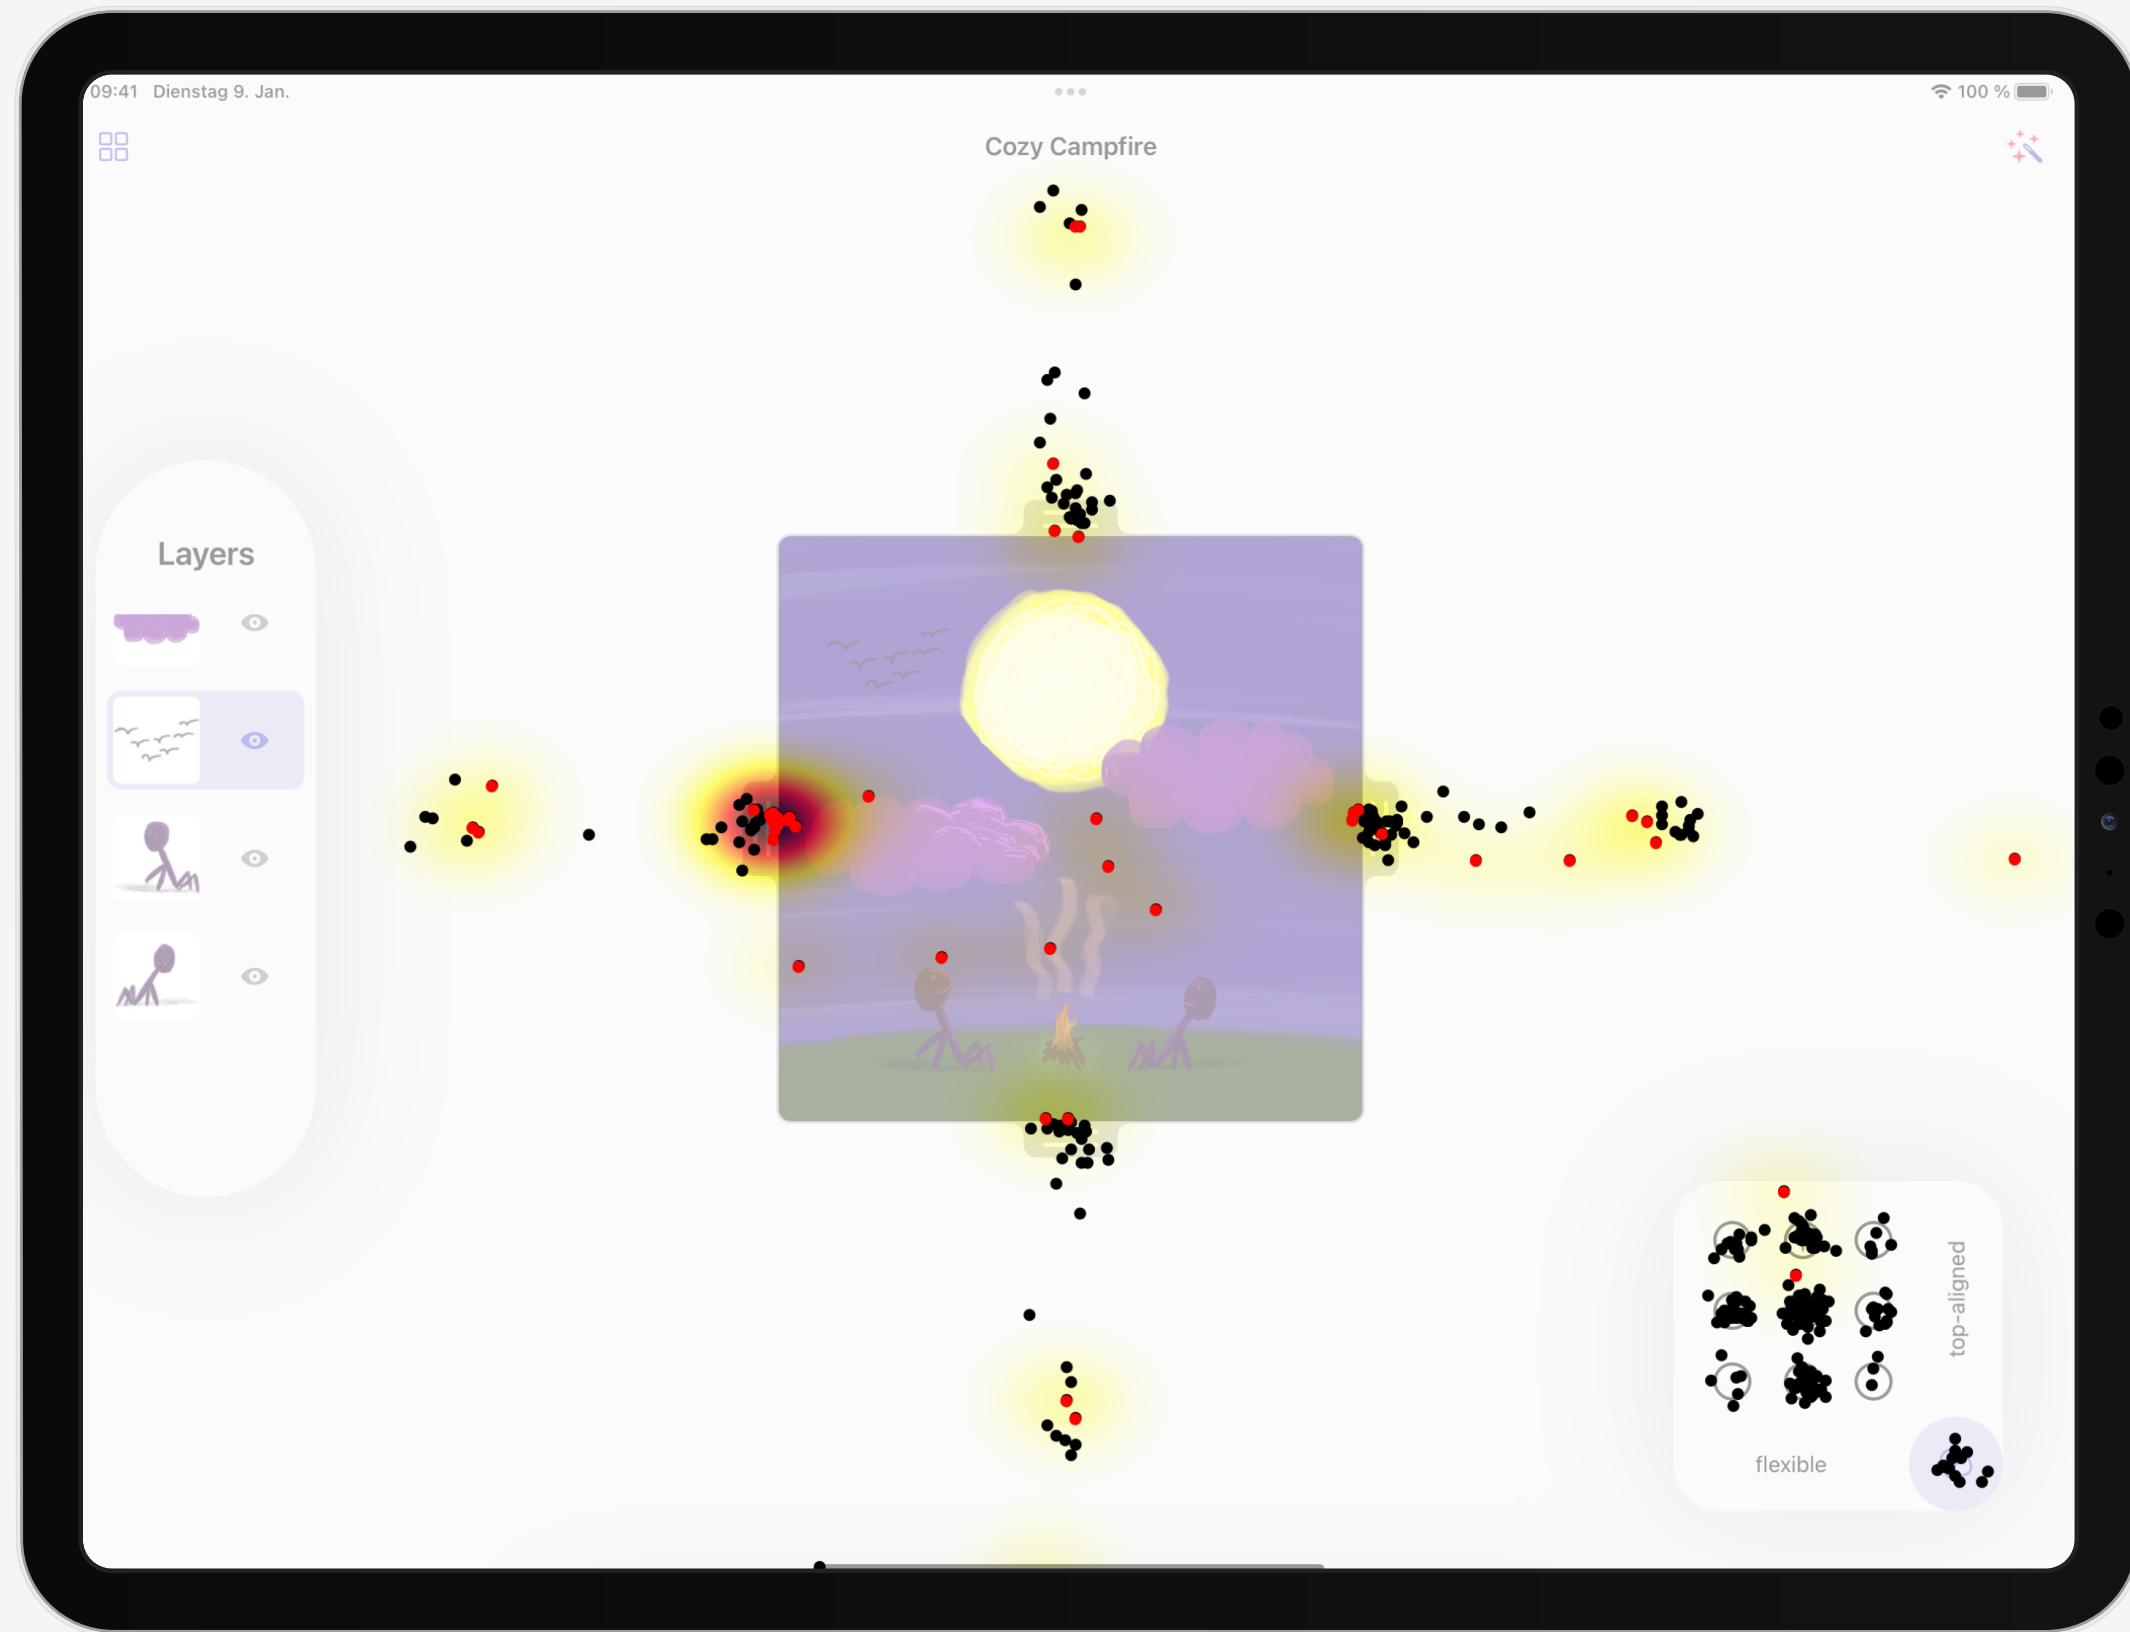 09:41 Dienstag 9. Jan.
100 %
Cozy Campfire
Layers
top-aligned
flexible